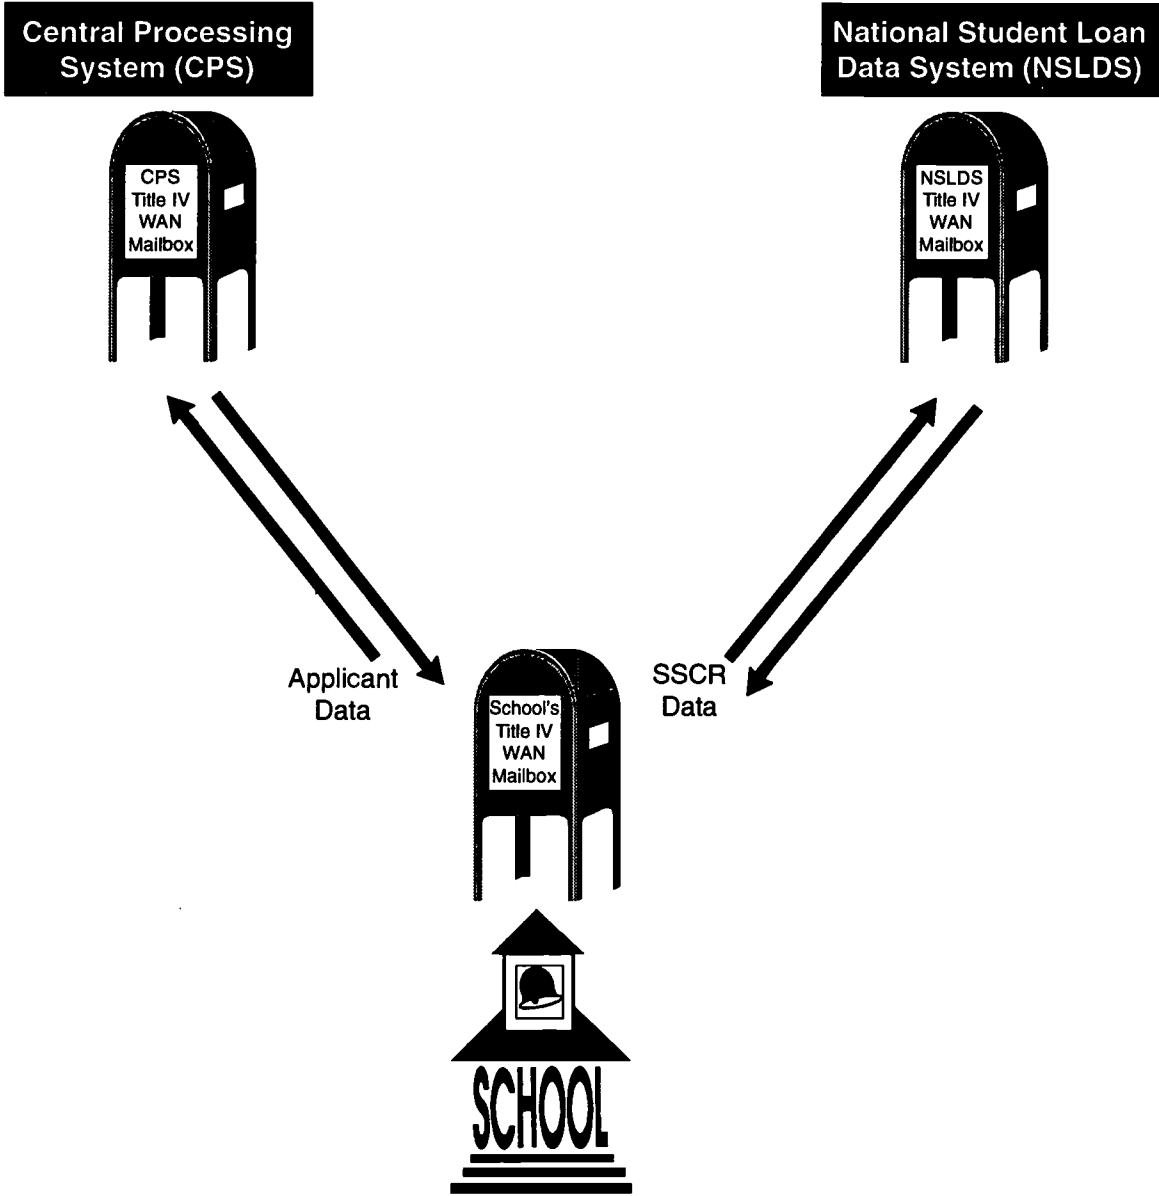 Central Processing
System (CPS)
National Student Loan
Data System (NSLDS)
CPS
Title IV
WAN
Mailbox
NSLDS
Title IV
WAN
Mailbox
Applicant
Data
SSCR
Data
School's
Title IV
WAN
Mailbox
SCHOOL